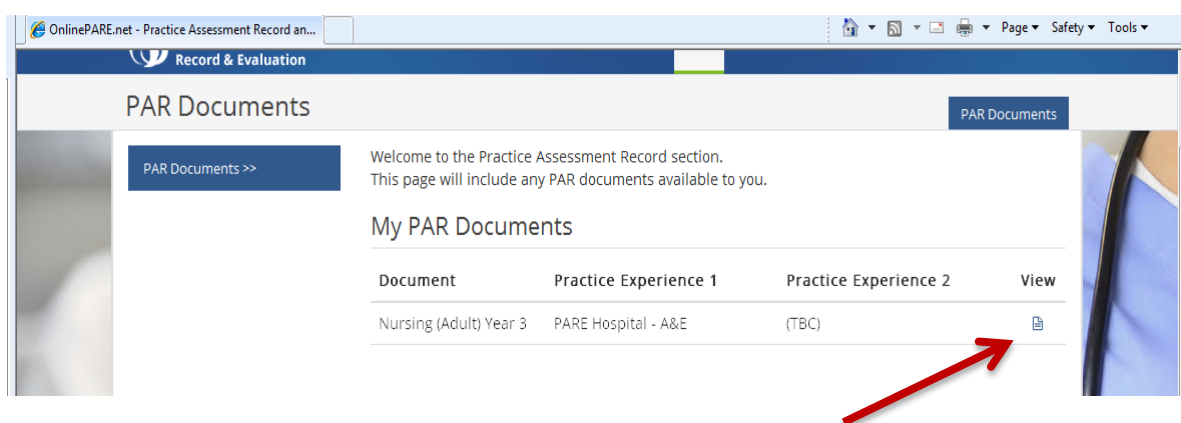 OnlinePARE.net - Practice Assessment Record an...
Page Safety Tools
Record & Evaluation
PAR Documents
PAR Documents
PAR Documents >>
Welcome to the Practice Assessment Record section.
This page will include any PAR documents available to you.
My PAR Documents
Document Practice Experience 1 Practice Experience 2 View
Nursing (Adult) Year 3 PARE Hospital - A&E (TBC)